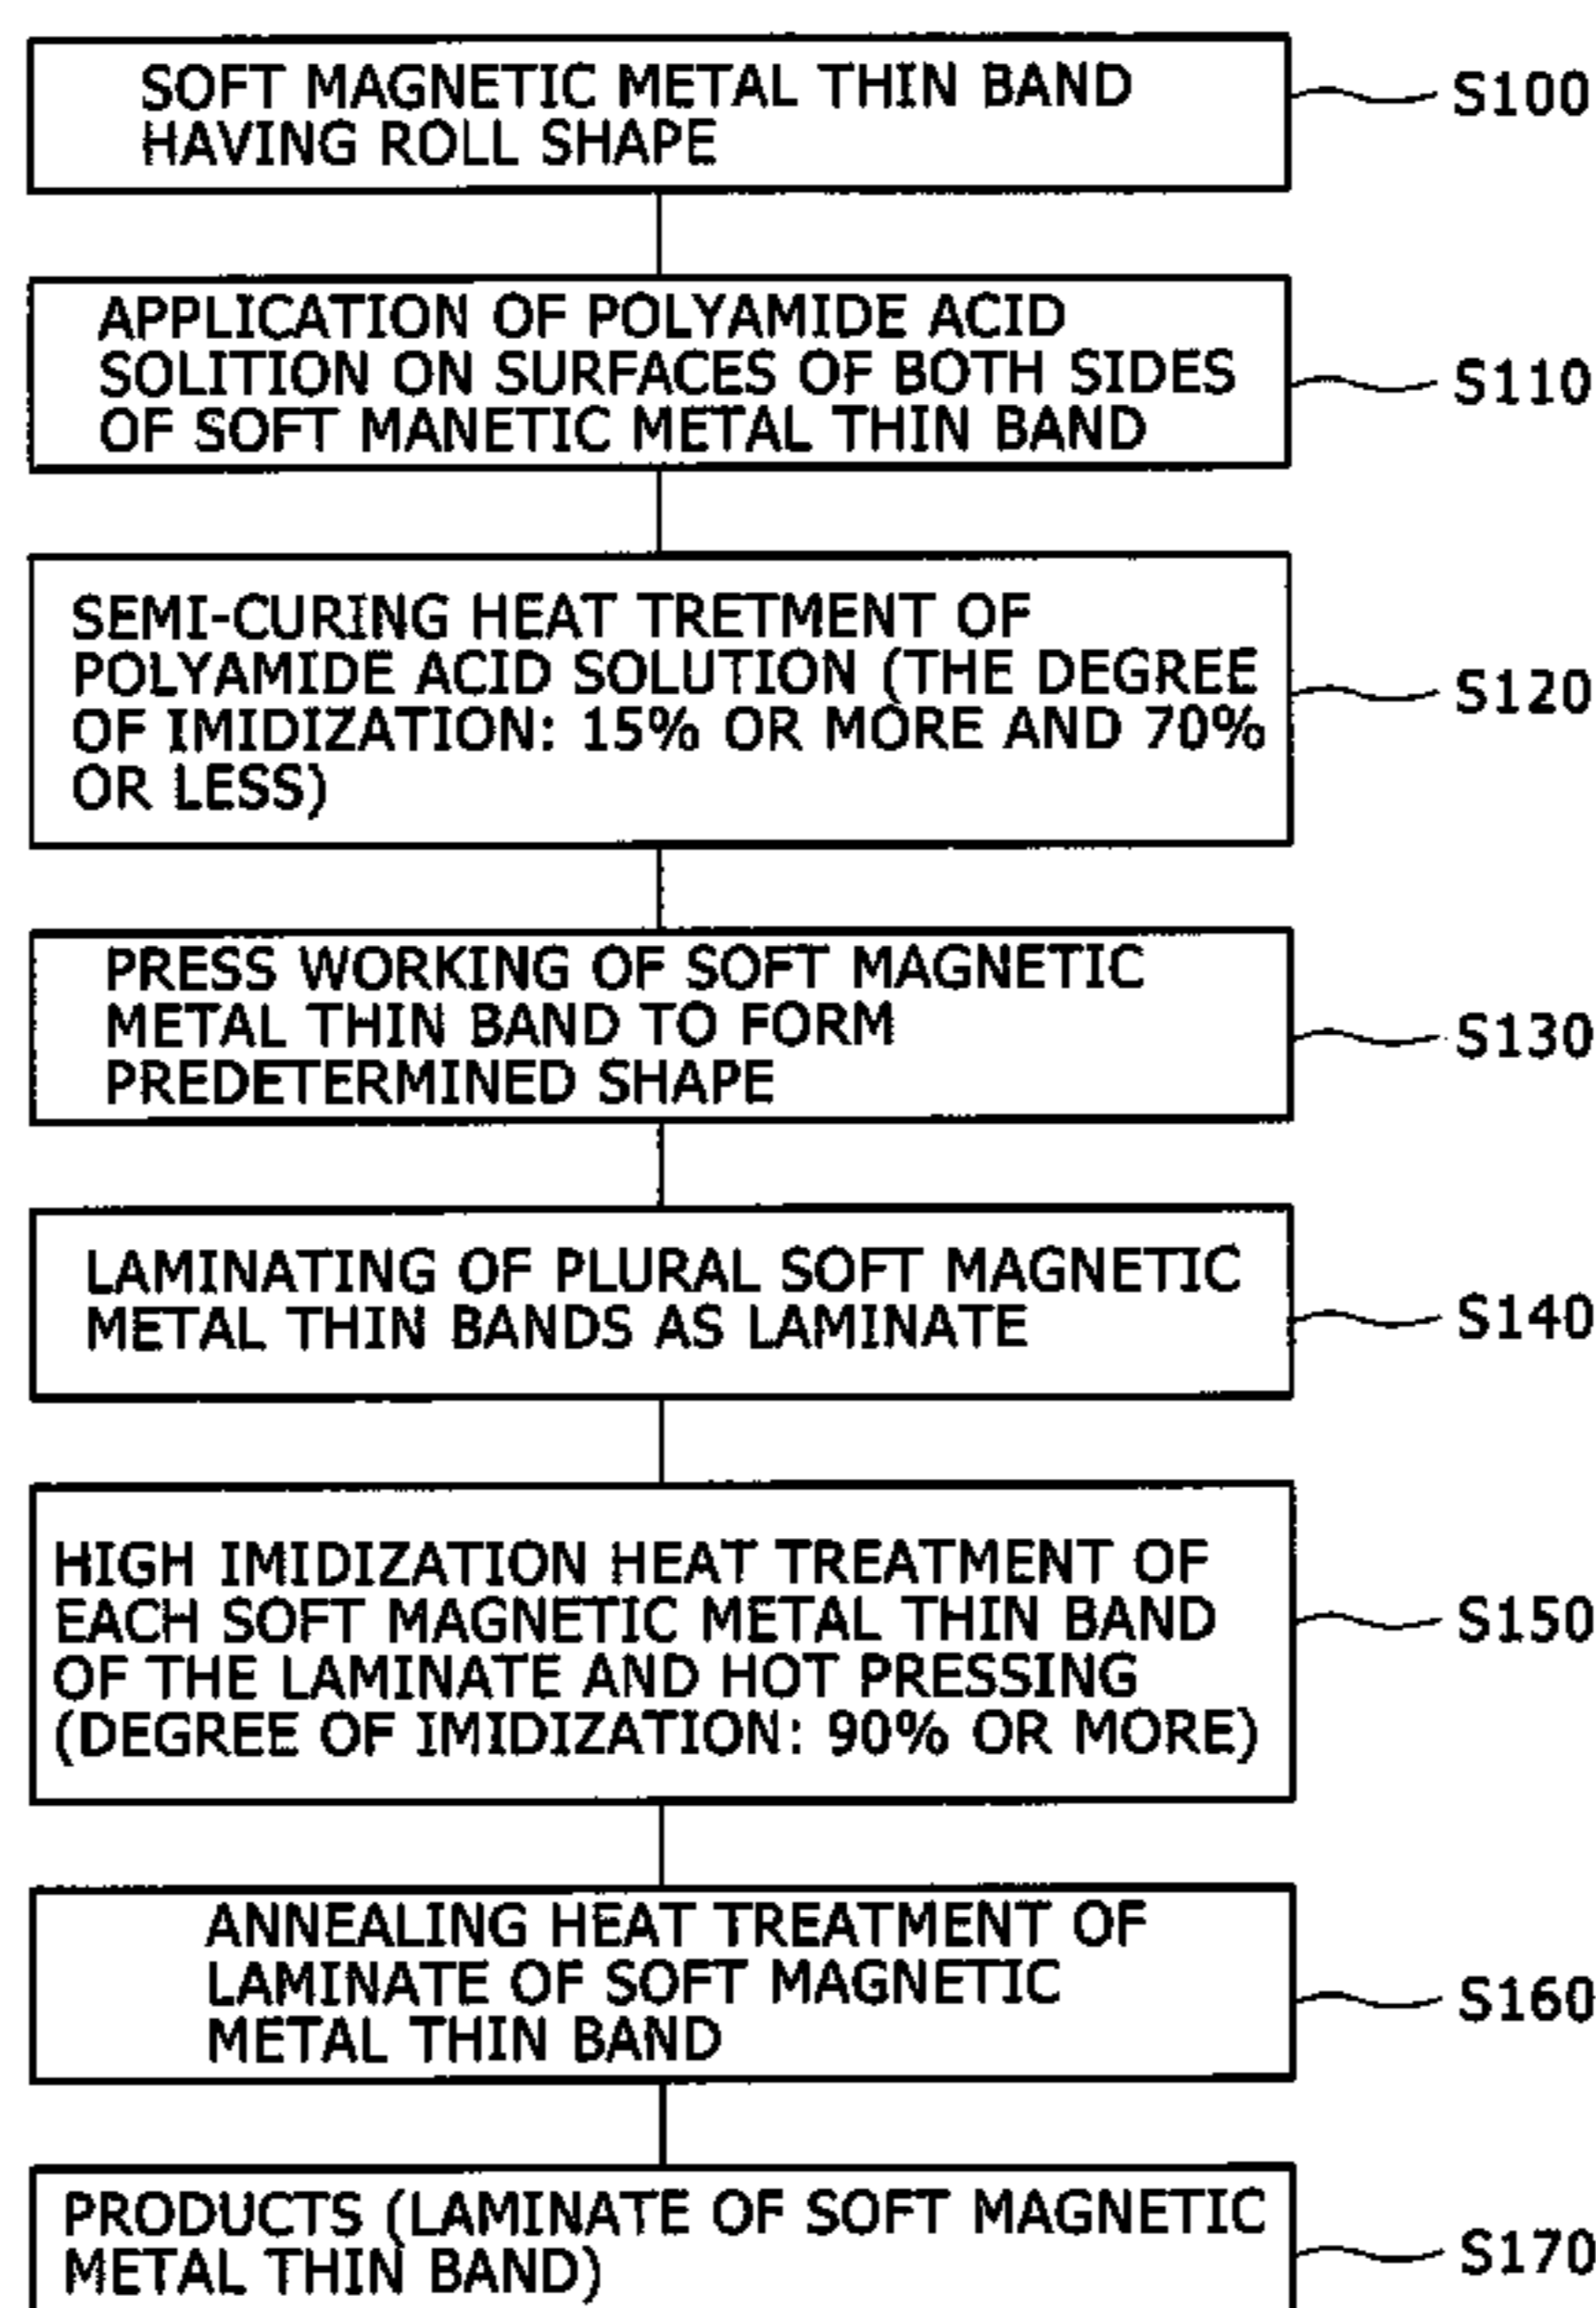 SOFT MAGNETIC METAL THIN BAND
HAVING ROLL SHAPE
S100
APPLICATION OF POLYAMIDE ACID
SOLITION ON SURFACES OF BOTH SIDES
OF SOFT MANETIC METAL THIN BAND
S110
SEMI-CURING HEAT TRETMENT OF
POLYAMIDE ACID SOLUTION (THE DEGREE
OF IMIDIZATION: 15% OR MORE AND 70%
OR LESS)
S120
PRESS WORKING OF SOFT MAGNETIC
METAL THIN BAND TO FORM
PREDETERMINED SHAPE
S130
LAMINATING OF PLURAL SOFT MAGNETIC
METAL THIN BANDS AS LAMINATE
S140
HIGH IMIDIZATION HEAT TREATMENT OF
EACH SOFT MAGNETIC METAL THIN BAND
OF THE LAMINATE AND HOT PRESSING
(DEGREE OF IMIDIZATION: 90% OR MORE)
S150
ANNEALING HEAT TREATMENT OF
LAMINATE OF SOFT MAGNETIC
METAL THIN BAND
S160
PRODUCTS (LAMINATE OF SOFT MAGNETIC
METAL THIN BAND)
S170